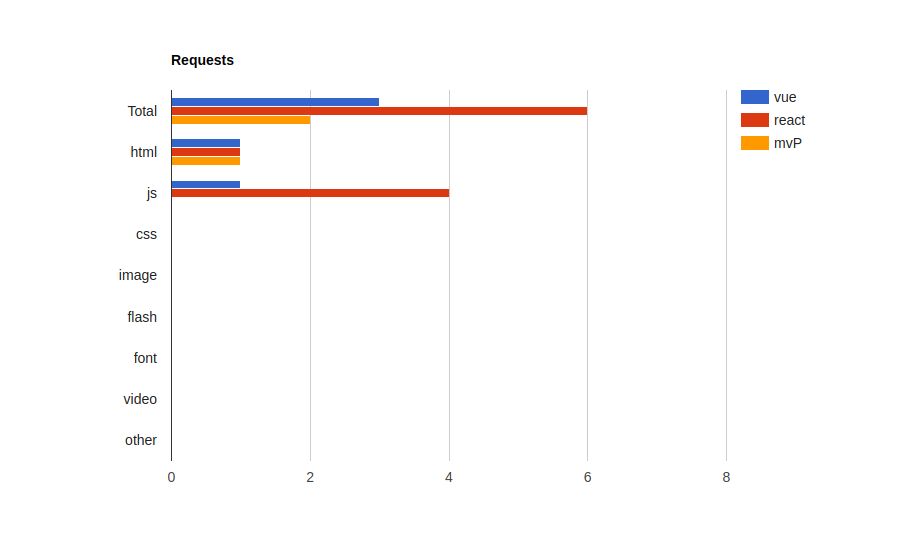 Requests
Total
html
js
css
image
flash
font
video
other
0 2 4 6 8
vue
react
mvP